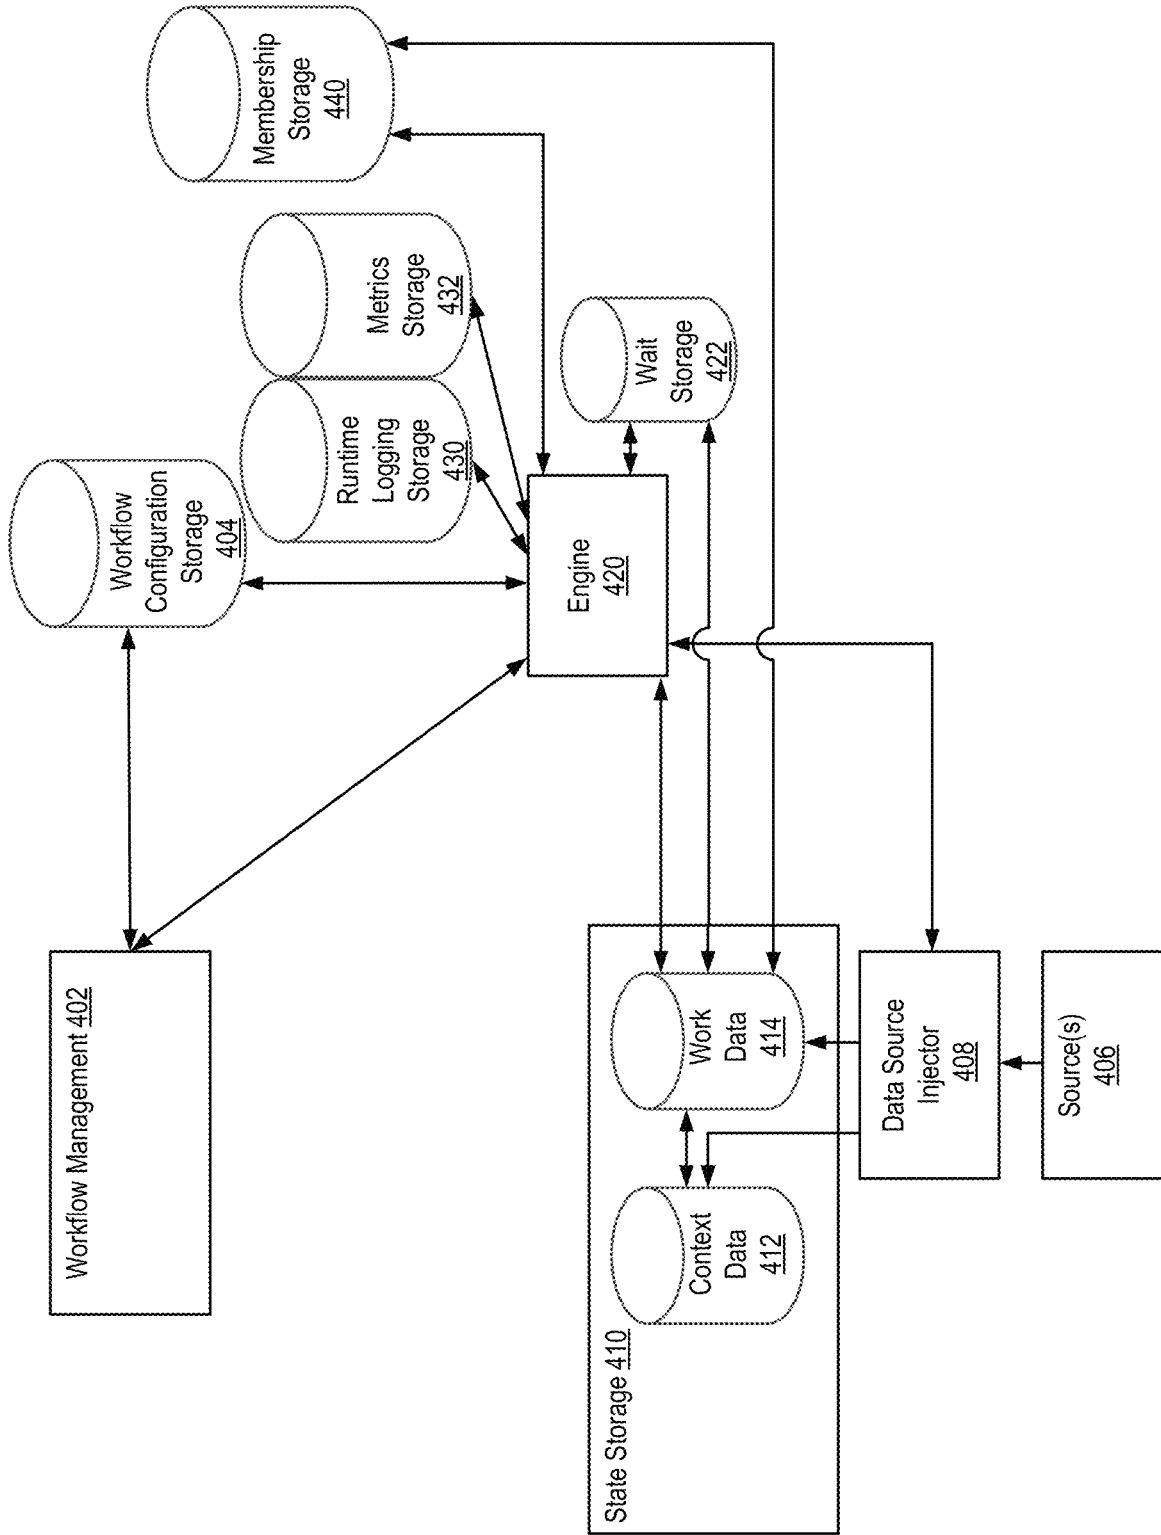 Workflow Management 402
Workflow
Configuration
Storage
404
Runtime
Logging
Storage
430
Metrics
Storage
432
Membership
Storage
440
State Storage 410
Context
Data
412
Work
Data
414
Engine
420
Wait
Storage
422
Data Source
Injector
408
Source(s)
406